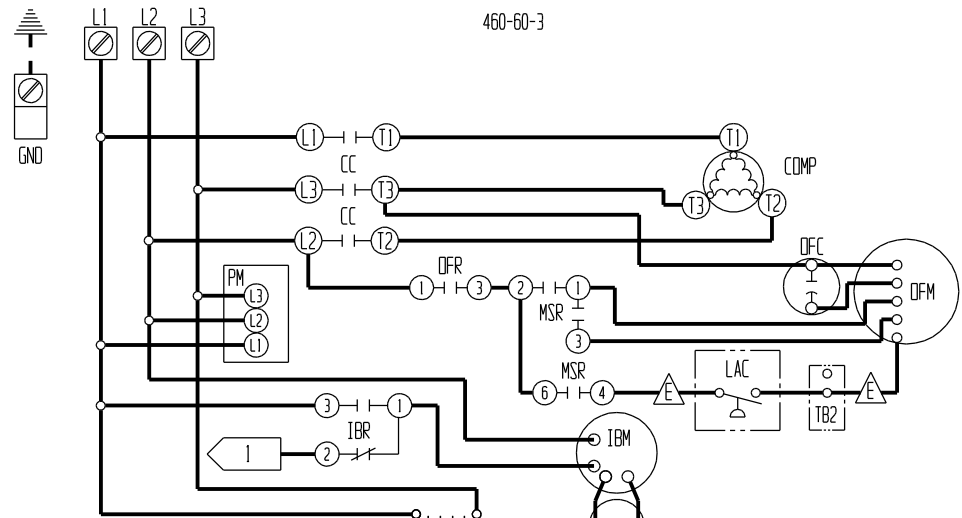 L1 L2 L3 460-60-3
GND
L1 T1 T1
CC COMP
L3 T3 T3 T2
CC
L2 T2 OFC
OFR
PM 1 3 2 1 OFM
L3
L2 MSR
L1 3
MSR LAC
6 4 E E
TB2
3 1
IBR IBM
1 2